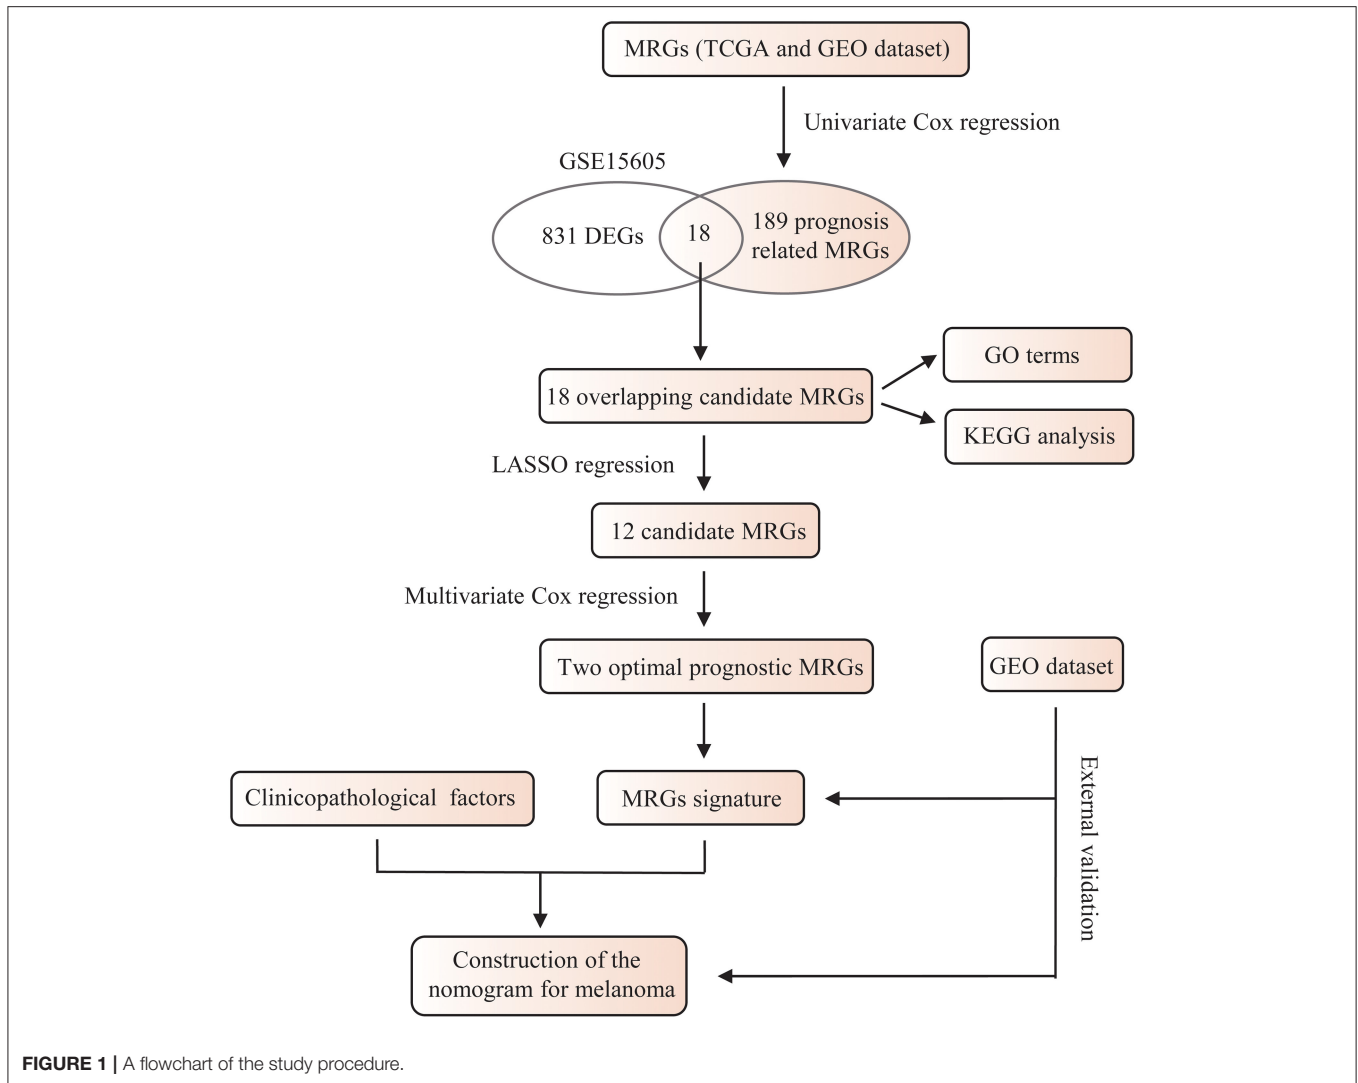 MRGs (TCGA and GEO dataset)
Univariate Cox regression
GSE15605
831 DEGs
18
189 prognosis
related MRGs
18 overlapping candidate MRGs
GO terms
KEGG analysis
LASSO regression
12 candidate MRGs
Multivariate Cox regression
Two optimal prognostic MRGs
GEO dataset
Clinicopathological factors
MRGs signature
External validation
Construction of the
nomogram for melanoma
FIGURE 1 | A flowchart of the study procedure.